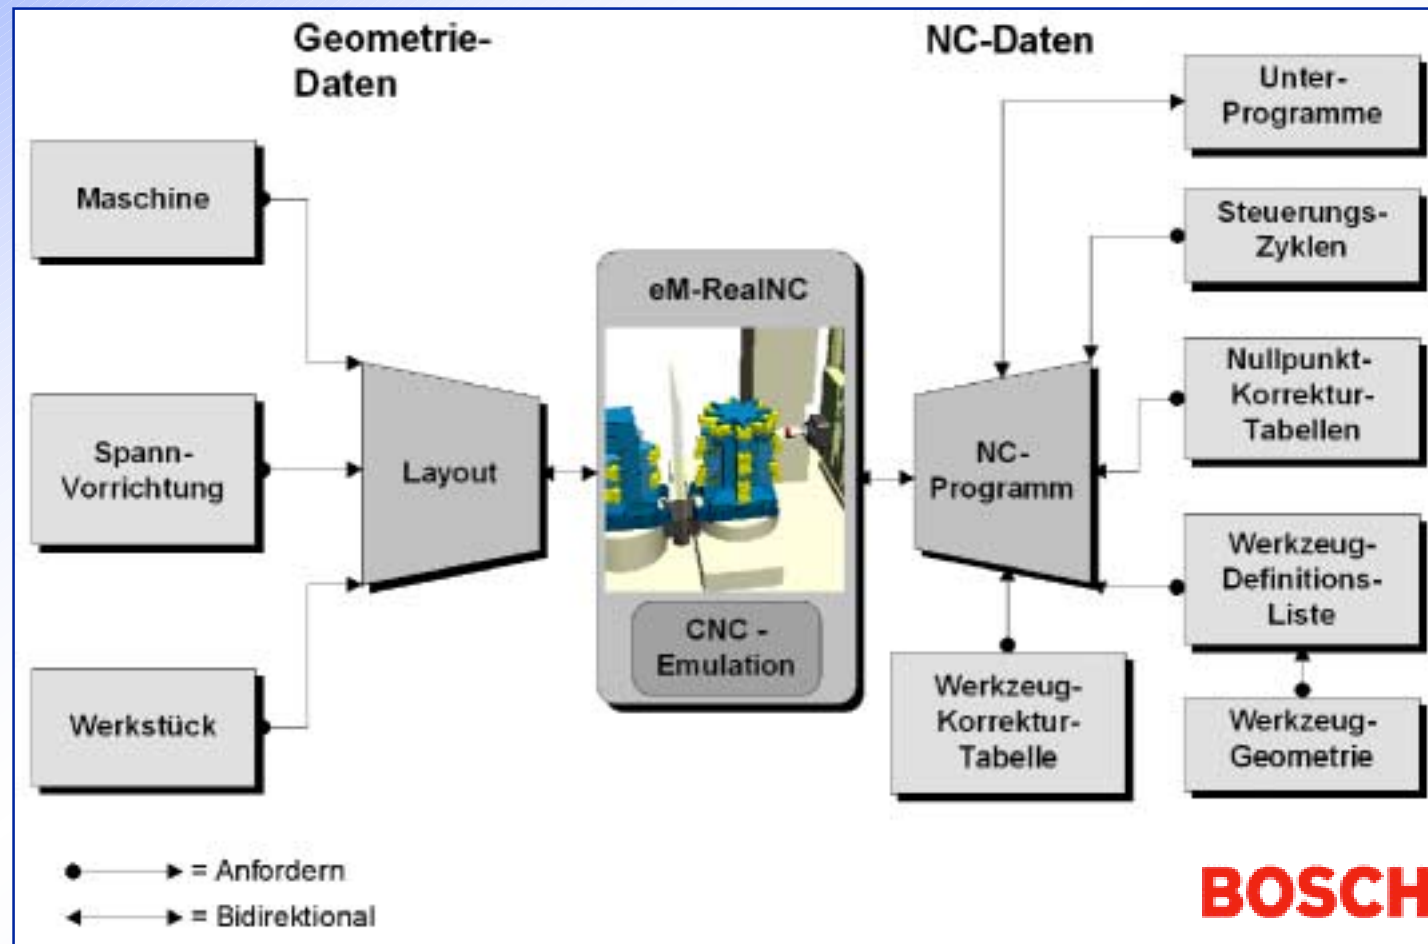 Geometrie-
Daten
NC-Daten
Maschine
Spann-
Vorrichtung
Werkstück
Layout
eM-RealNC
CNC -
Emulation
NC-
Programm
Unter-
Programme
Steuerungs-
Zyklen
Nullpunkt-
Korrektur-
Tabellen
Werkzeug-
Definitions-
Liste
Werkzeug-
Korrektur-
Tabelle
Werkzeug-
Geometrie
= Anfordern
= Bidirektional
BOSCH